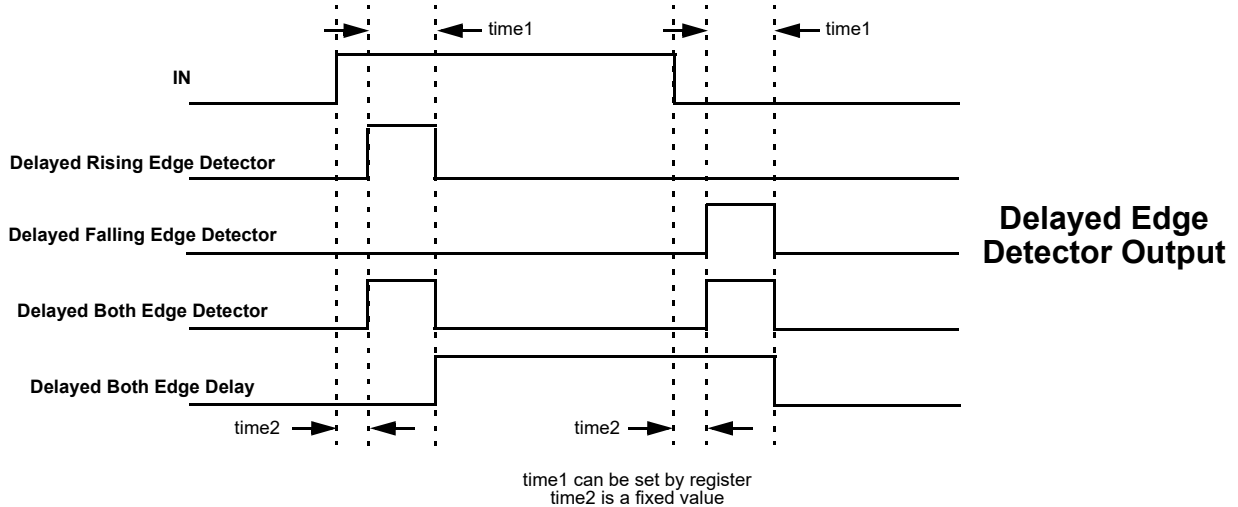 time1
time1
IN
Delayed Rising Edge Detector
Delayed Falling Edge Detector
Delayed Edge
Detector Output
Delayed Both Edge Detector
Delayed Both Edge Delay
time2
time2
time1 can be set by register
time2 is a fixed value